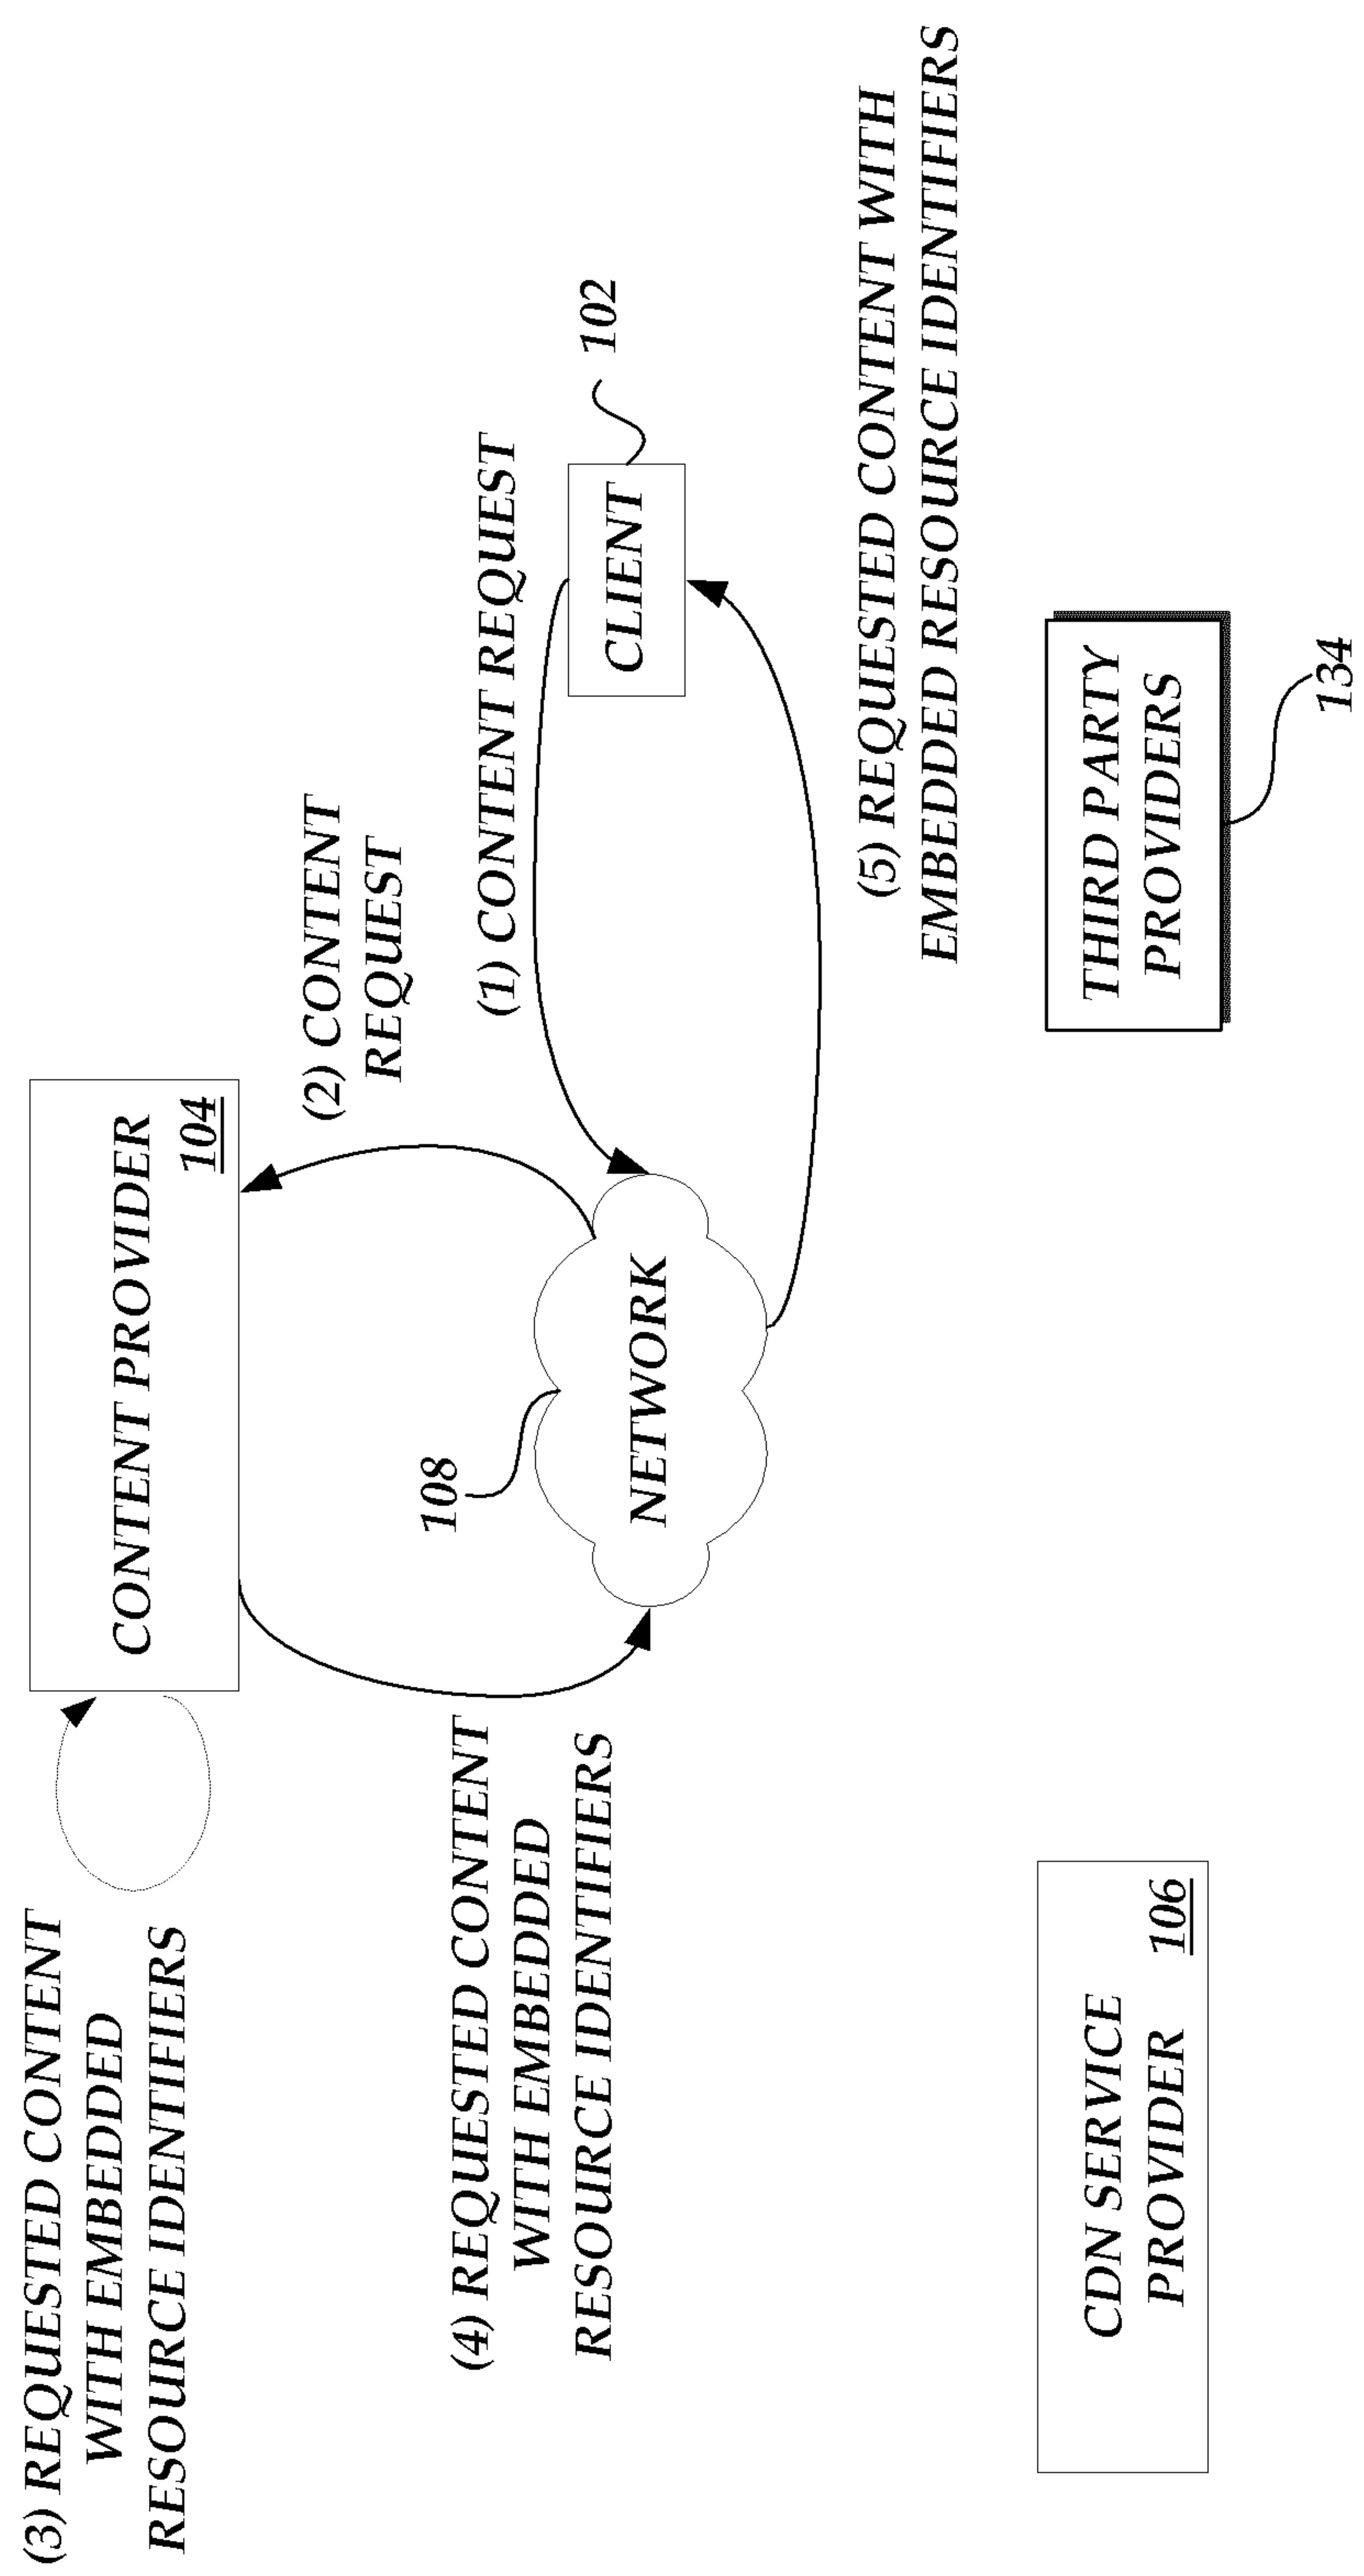 (3) REQUESTED CONTENT
WITH EMBEDDED
RESOURCE IDENTIFIERS
CONTENT PROVIDER
104
(2) CONTENT
REQUEST
(4) REQUESTED CONTENT
WITH EMBEDDED
RESOURCE IDENTIFIERS
108
NETWORK
(1) CONTENT REQUEST
CLIENT
102
(5) REQUESTED CONTENT WITH
EMBEDDED RESOURCE IDENTIFIERS
CDN SERVICE
PROVIDER
106
THIRD PARTY
PROVIDERS
134